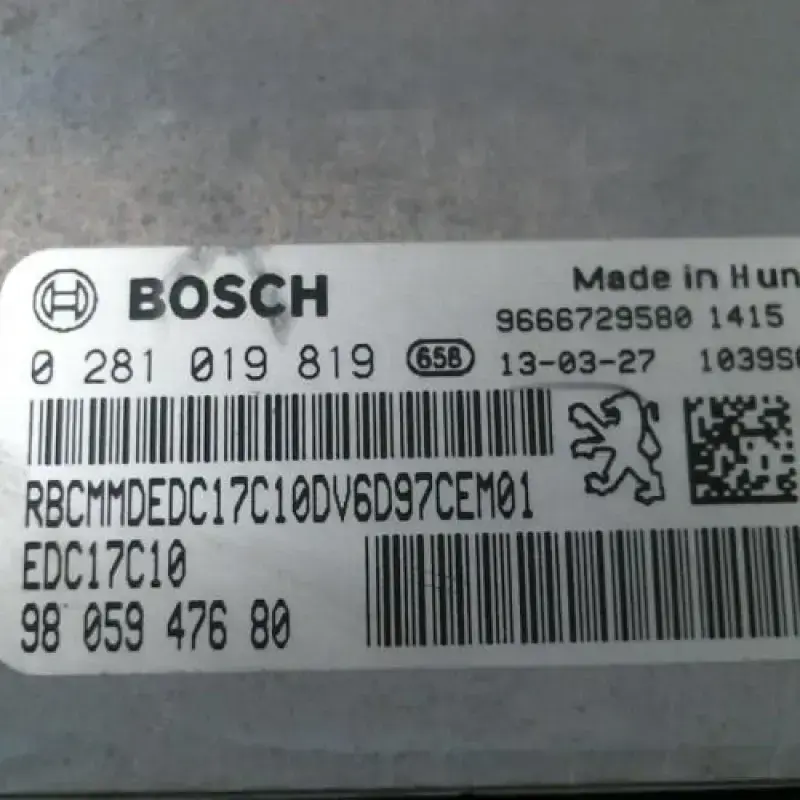 BOSCH
Made in Hun
9666729580 1415
0 281 019 819 658 13-03-27 1039S
RBCMMDEDC17C10DV6D97CEM01
EDC17C10
98 059 476 80